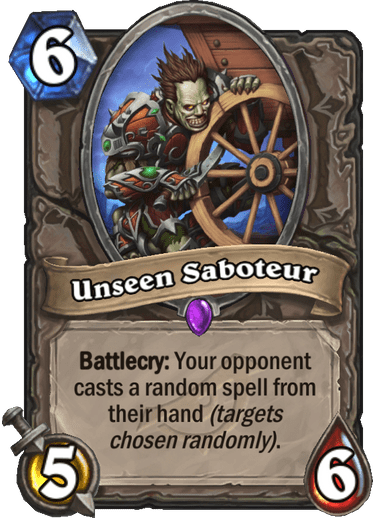 6
Unseen Saboteur
Battlecry: Your opponent
casts a random spell from
their hand (targets
chosen randomly).
5
6